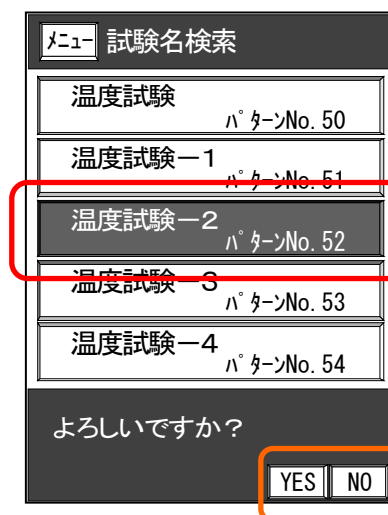 ﾒﾆｭｰ 試験名検索
温度試験
ﾊﾟﾀｰﾝNo. 50
温度試験－1
ﾊﾟﾀｰﾝNo. 51
温度試験－2
ﾊﾟﾀｰﾝNo. 52
温度試験－3
ﾊﾟﾀｰﾝNo. 53
温度試験－4
ﾊﾟﾀｰﾝNo. 54
よろしいですか？
YES NO